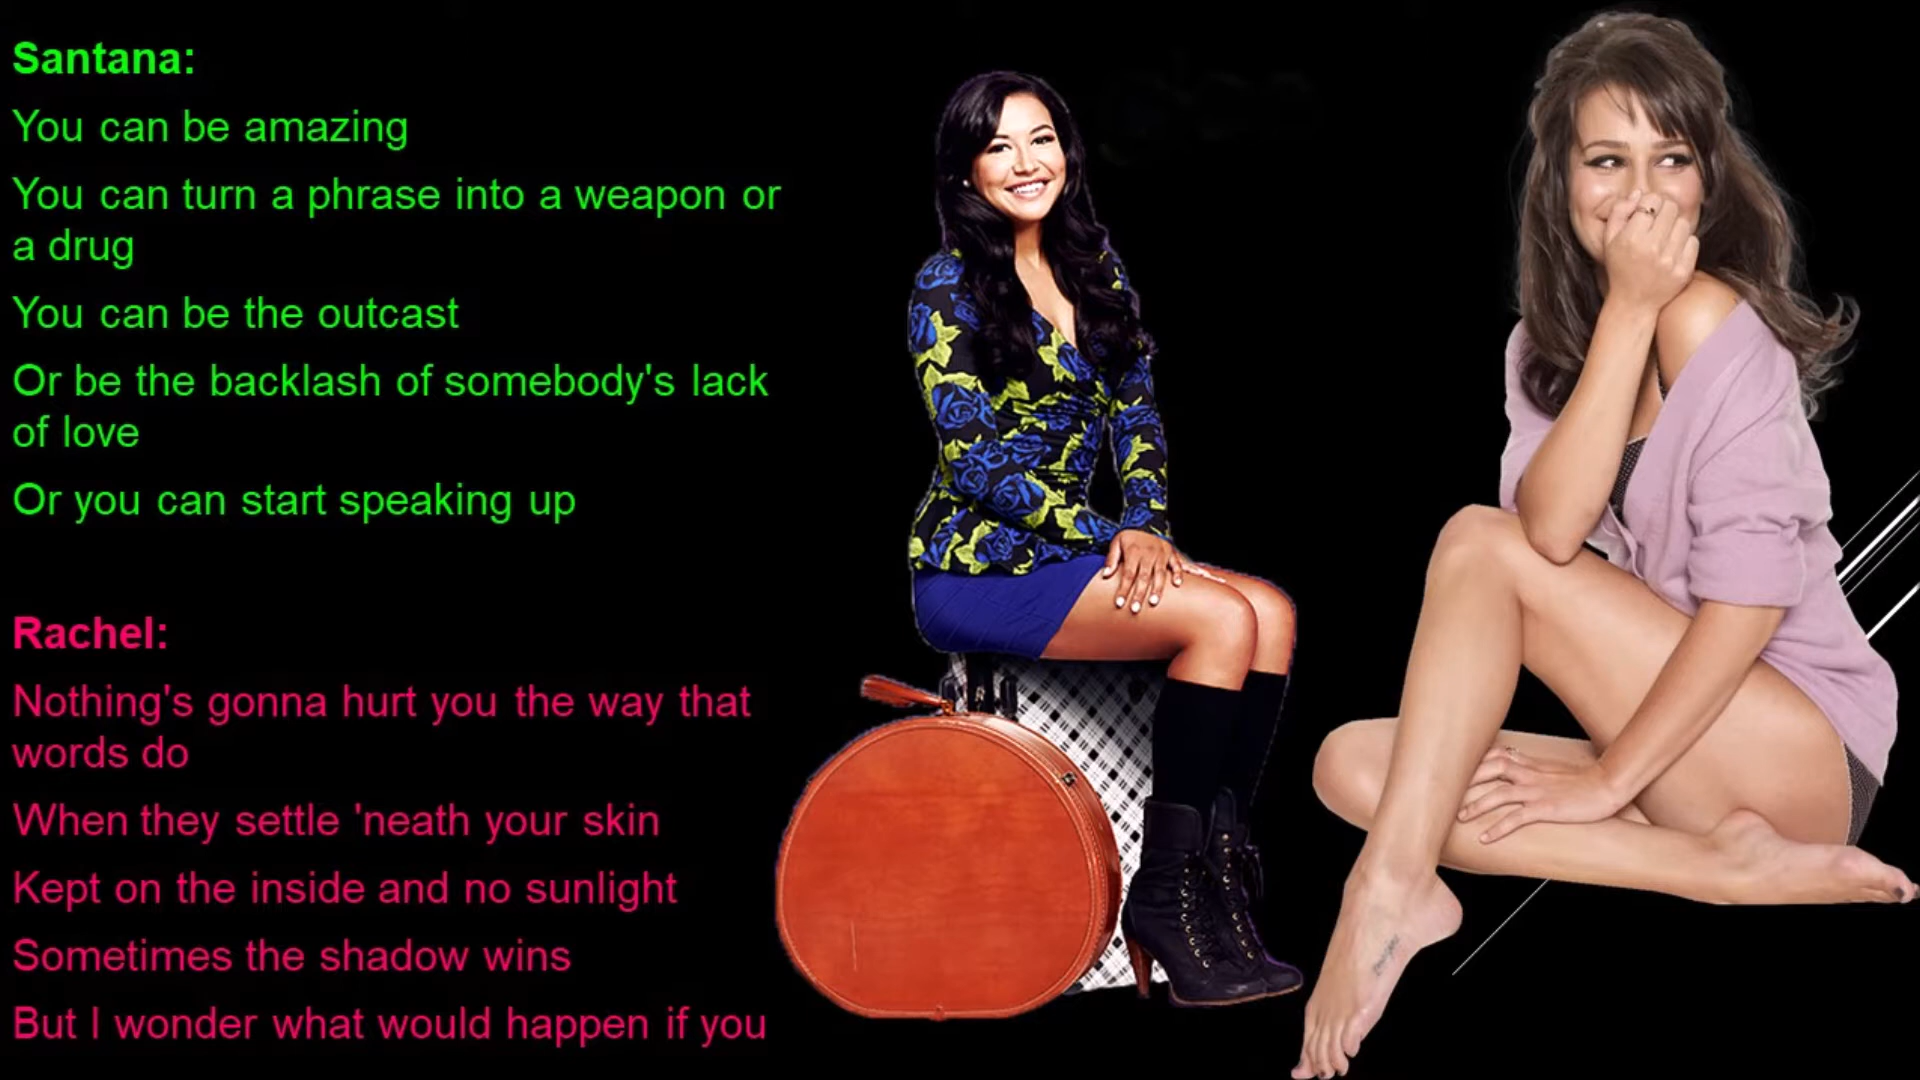 Santana:
You can be amazing
You can turn a phrase into a weapon or
a drug
You can be the outcast
Or be the backlash of somebody's lack
of love
Or you can start speaking up
Rachel:
Nothing's gonna hurt you the way that
words do
When they settle 'neath your skin
Kept on the inside and no sunlight
Sometimes the shadow wins
But I wonder what would happen if you